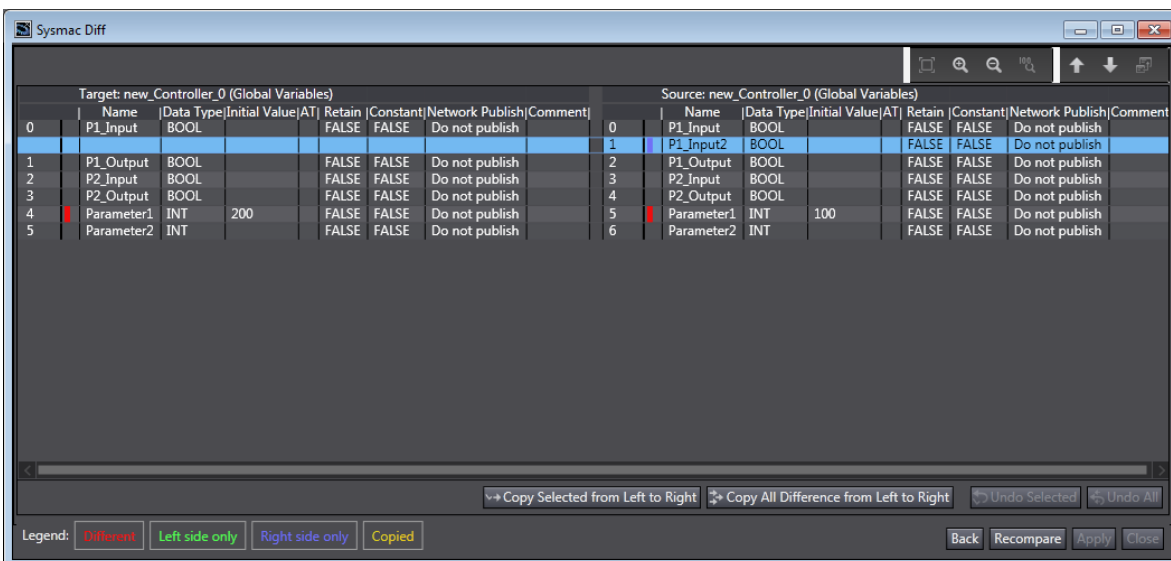 Sysmac Diff
Target: new_Controller_0 (Global Variables) Source: new_Controller_0 (Global Variables)
| Name |Data Type|Initial Value|AT| Retain |Constant|Network Publish|Comment| | Name |Data Type|Initial Value|AT| Retain |Constant|Network Publish|Comment
0 P1_Input BOOL FALSE FALSE Do not publish 0 P1_Input BOOL FALSE FALSE Do not publish
1 P1_Input2 BOOL FALSE FALSE Do not publish
1 P1_Output BOOL FALSE FALSE Do not publish 2 P1_Output BOOL FALSE FALSE Do not publish
2 P2_Input BOOL FALSE FALSE Do not publish 3 P2_Input BOOL FALSE FALSE Do not publish
3 P2_Output BOOL FALSE FALSE Do not publish 4 P2_Output BOOL FALSE FALSE Do not publish
4 Parameter1 INT 200 FALSE FALSE Do not publish 5 Parameter1 INT 100 FALSE FALSE Do not publish
5 Parameter2 INT FALSE FALSE Do not publish 6 Parameter2 INT FALSE FALSE Do not publish
Copy Selected from Left to Right Copy All Difference from Left to Right Undo Selected Undo All
Legend: Different Left side only Right side only Copied Back Recompare Apply Close